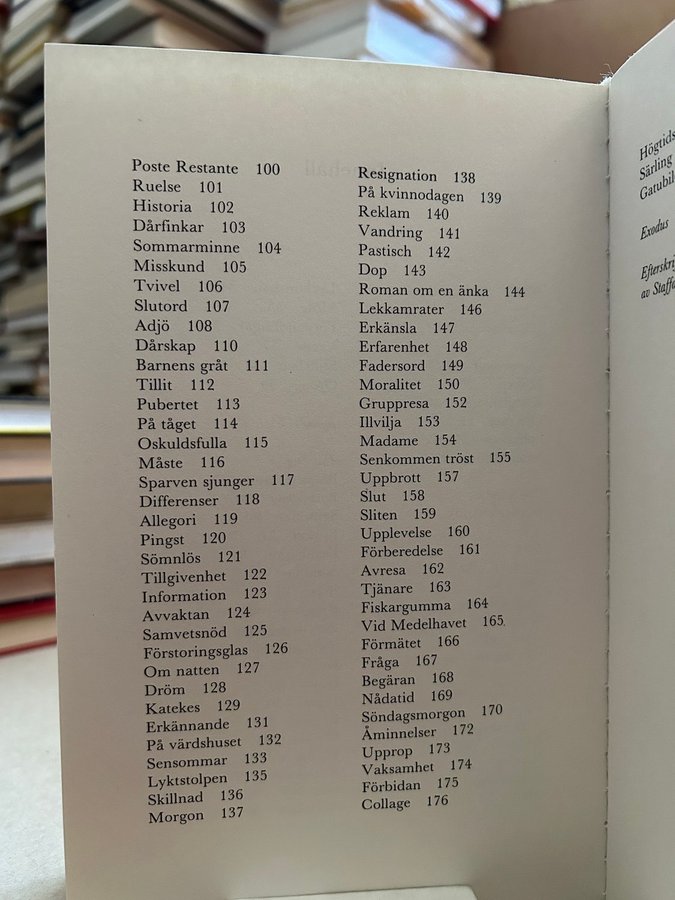 Poste Restante 100
Ruelse 101
Historia 102
Dårfinkar 103
Sommarminne 104
Misskund 105
Tvivel 106
Slutord 107
Adjö 108
Dårskap 110
Barnens gråt 111
Tillit 112
Pubertet 113
På tåget 114
Oskuldsfulla 115
Måste 116
Sparven sjunger 117
Differenser 118
Allegori 119
Pingst 120
Sömnlös 121
Tillgivenhet 122
Information 123
Avvaktan 124
Samvetsnöd 125
Förstoringsglas 126
Om natten 127
Dröm 128
Katekes 129
Erkännande 131
På värdshuset 132
Sensommar 133
Lyktstolpen 135
Skillnad 136
Morgon 137
Resignation 138
På kvinnodagen 139
Reklam 140
Vandring 141
Pastisch 142
Dop 143
Roman om en änka 144
Lekkamrater 146
Erkänsla 147
Erfarenhet 148
Fadersord 149
Moralitet 150
Gruppresa 152
Illvilja 153
Madame 154
Senkommen tröst 155
Uppbrott 157
Slut 158
Sliten 159
Upplevelse 160
Förberedelse 161
Avresa 162
Tjänare 163
Fiskargumma 164
Vid Medelhavet 165
Förmätet 166
Fråga 167
Begäran 168
Nådatid 169
Söndagsmorgon 170
Åminnelser 172
Upprop 173
Vaksamhet 174
Förbidan 175
Collage 176
Högtids
Särling
Gatubil
Exodus
Efterskri
av Staffa